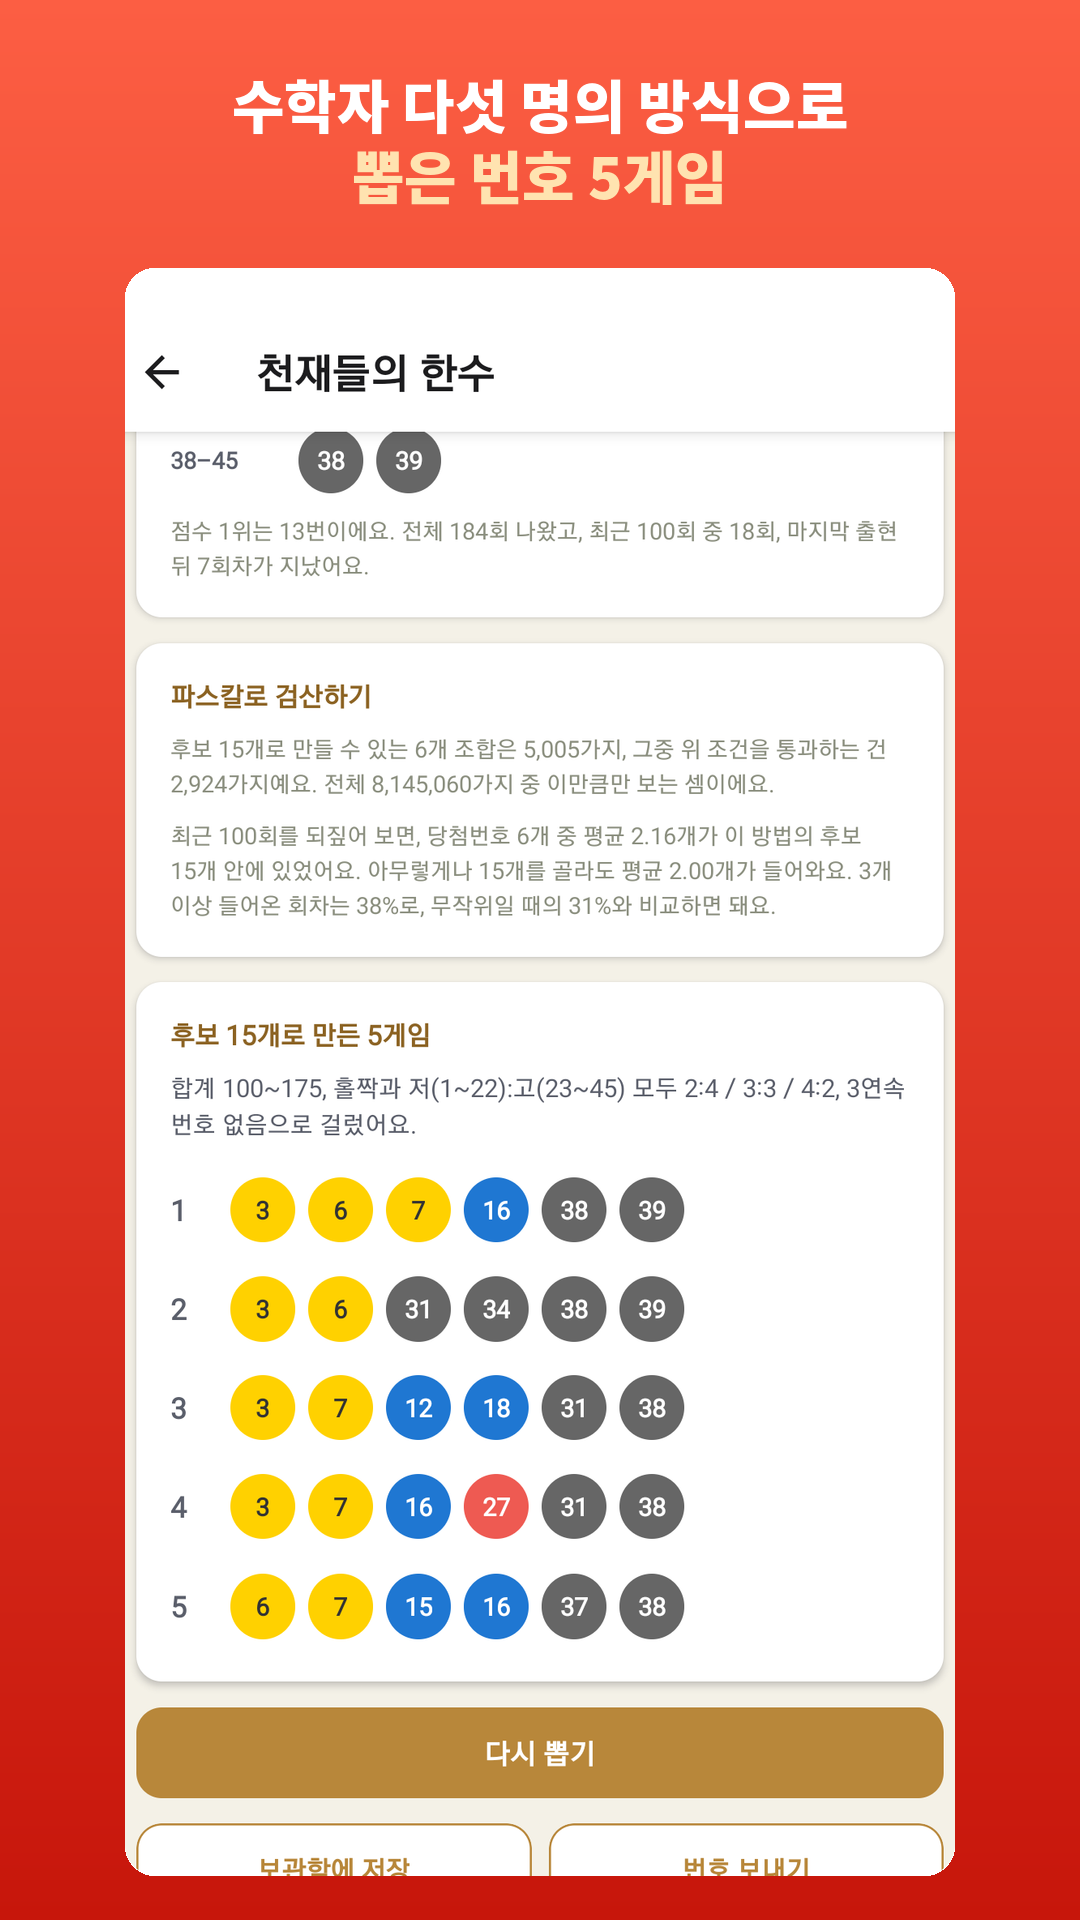 수학자 다섯 명의 방식으로
뽑은 번호 5게임
천재들의 한수
38–45 38 39
점수 1위는 13번이에요. 전체 184회 나왔고, 최근 100회 중 18회, 마지막 출현
뒤 7회차가 지났어요.
파스칼로 검산하기
후보 15개로 만들 수 있는 6개 조합은 5,005가지, 그중 위 조건을 통과하는 건
2,924가지예요. 전체 8,145,060가지 중 이만큼만 보는 셈이에요.
최근 100회를 되짚어 보면, 당첨번호 6개 중 평균 2.16개가 이 방법의 후보
15개 안에 있었어요. 아무렇게나 15개를 골라도 평균 2.00개가 들어와요. 3개
이상 들어온 회차는 38%로, 무작위일 때의 31%와 비교하면 돼요.
후보 15개로 만든 5게임
합계 100~175, 홀짝과 저(1~22):고(23~45) 모두 2:4 / 3:3 / 4:2, 3연속
번호 없음으로 걸렀어요.
1 3 6 7 16 38 39
2 3 6 31 34 38 39
3 3 7 12 18 31 38
4 3 7 16 27 31 38
5 6 7 15 16 37 38
다시 뽑기
보관함에 저장 번호 보내기